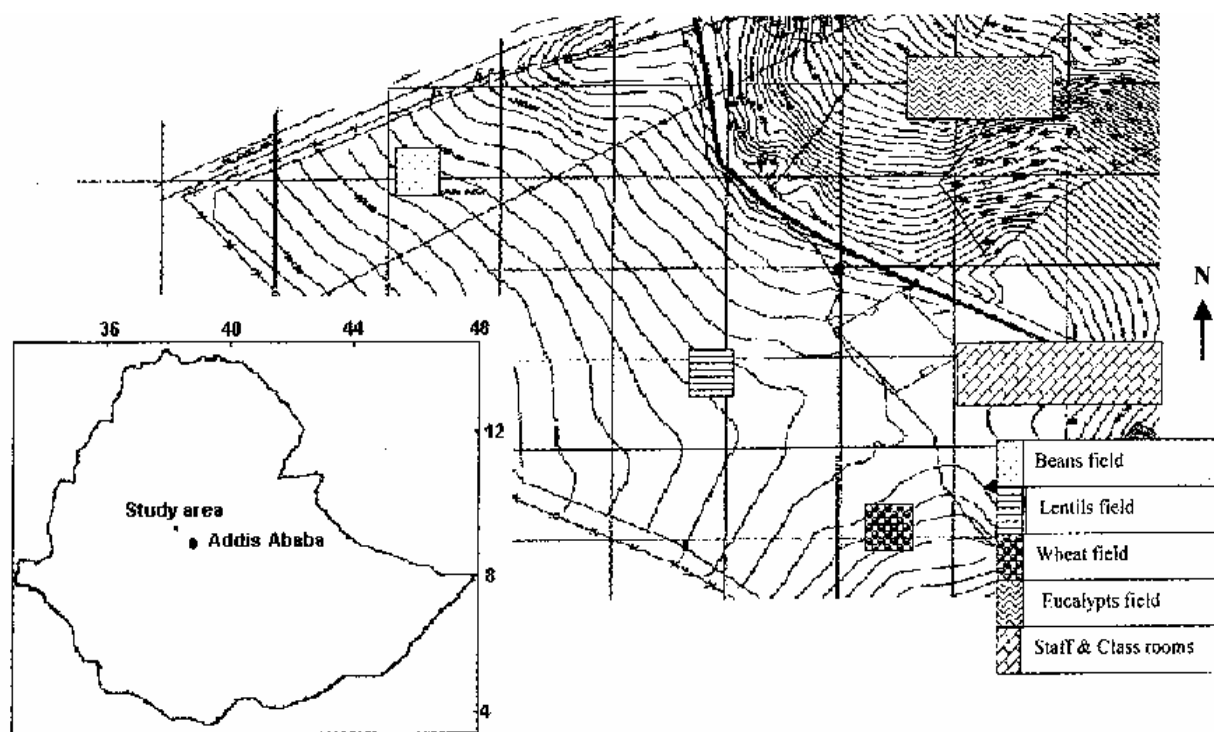 N
36 40 44 48
12
Study area
Addis Ababa
8
4
Beans field
Lentils field
Wheat field
Eucalypts field
Staff & Class rooms